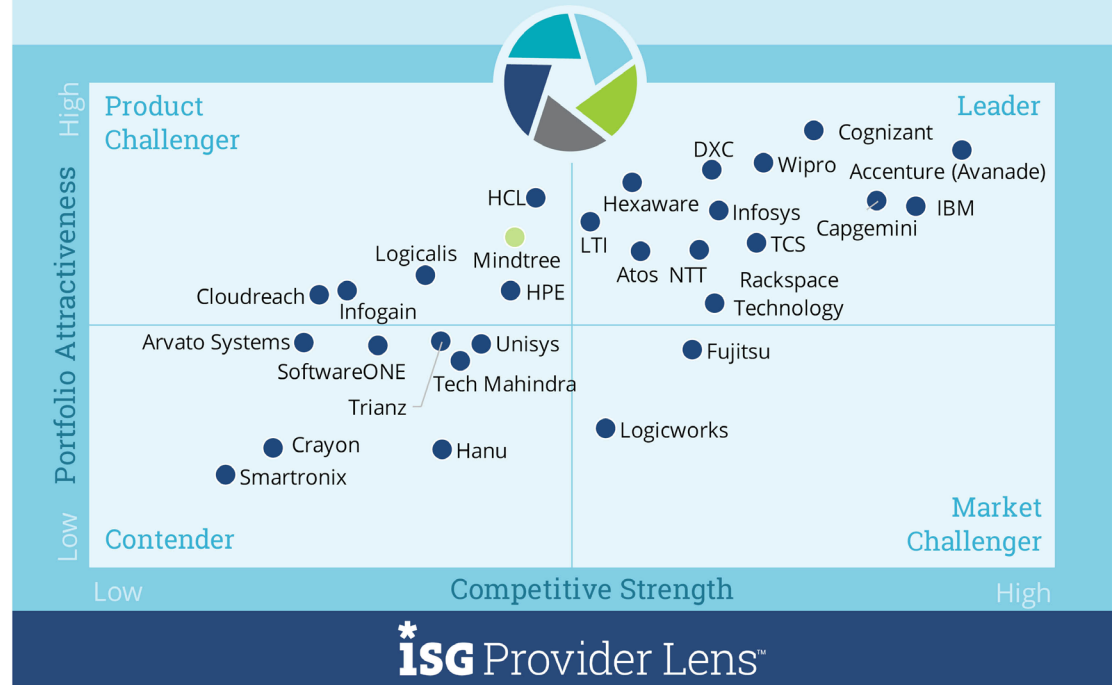 High
Product
Challenger
Leader
Cognizant
DXC
Wipro
Accenture (Avanade)
HCL
Hexaware
Infosys
IBM
Capgemini
LTI
Mindtree
TCS
Logicalis
Atos
NTT
Rackspace
Technology
Cloudreach
Infogain
HPE
Portfolio Attractiveness
Arvato Systems
SoftwareONE
Unisys
Tech Mahindra
Trianz
Fujitsu
Logicworks
Crayon
Hanu
Smartronix
Low
Contender
Market
Challenger
Low
Competitive Strength
High
iSG Provider Lens™